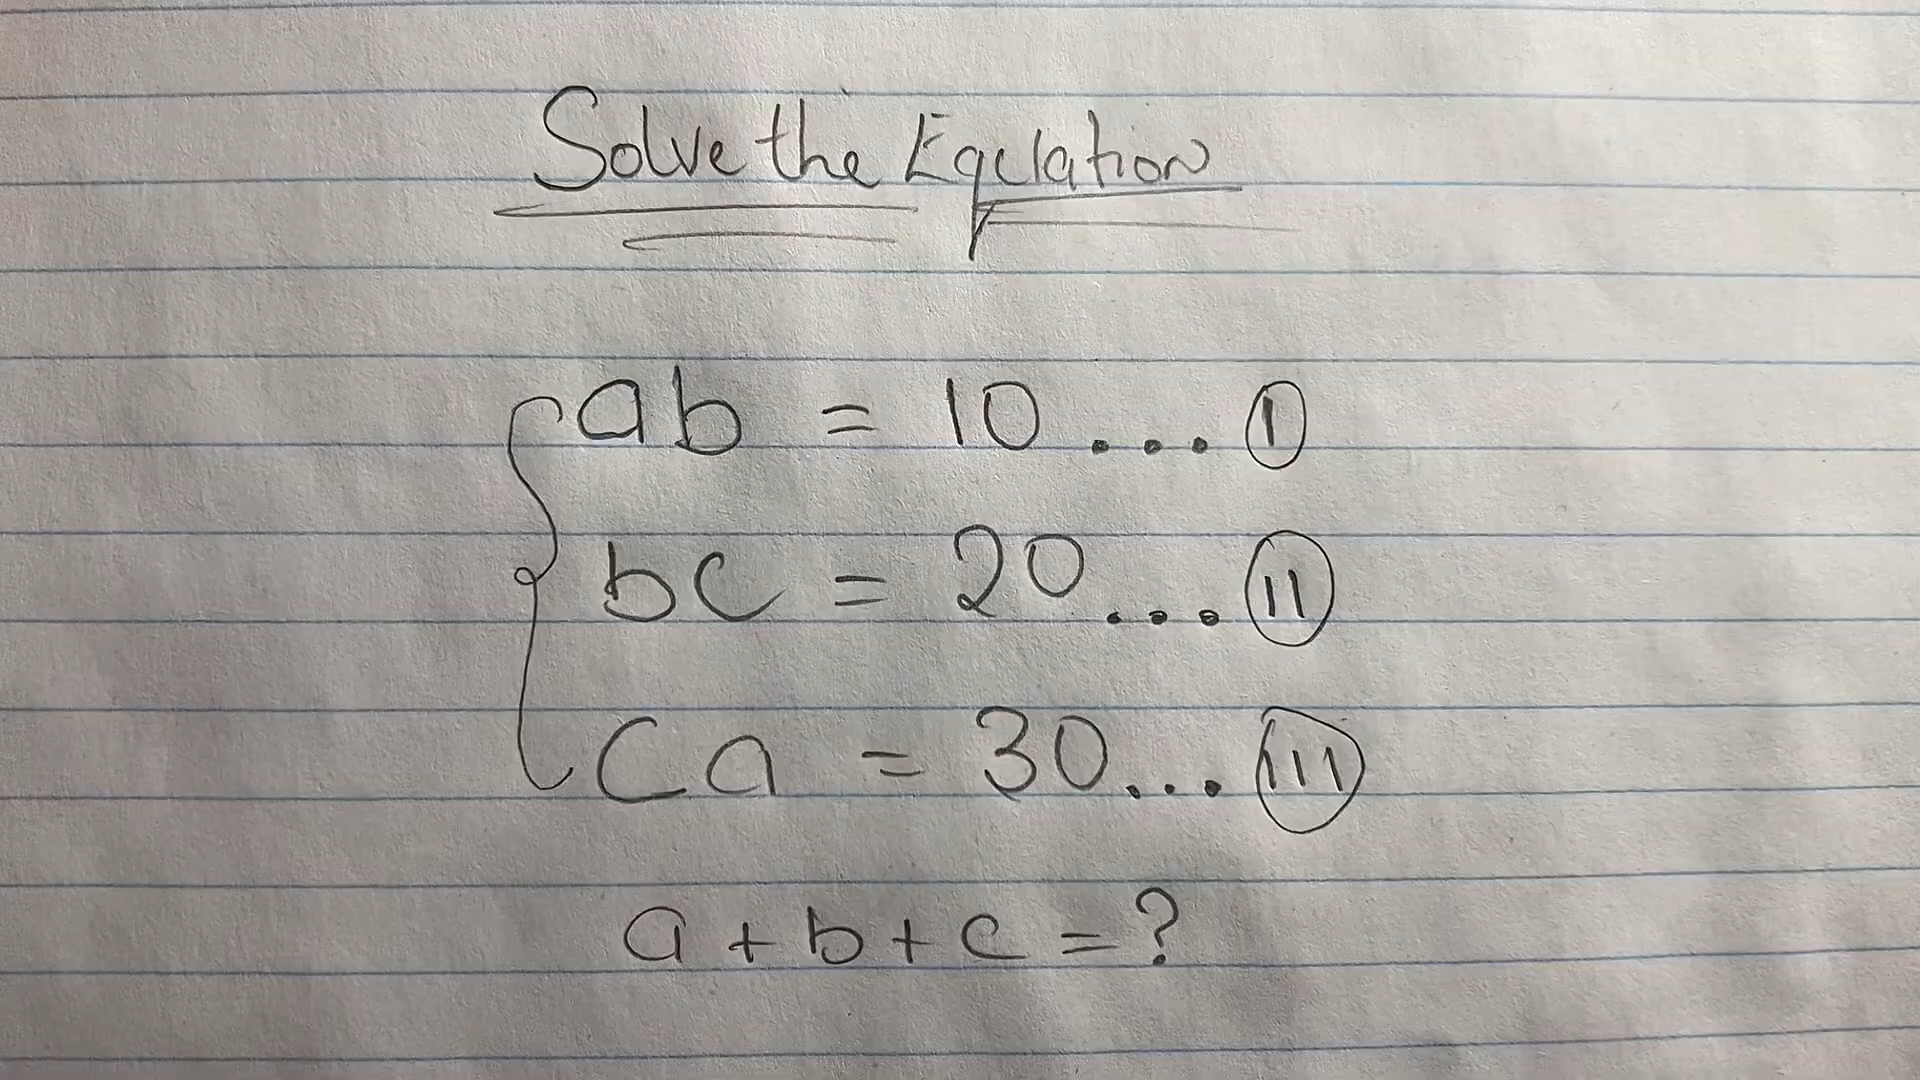 Solve the Equation
ab = 10 ... I
bc = 20 ... II
ca = 30 ... III
a + b + c = ?